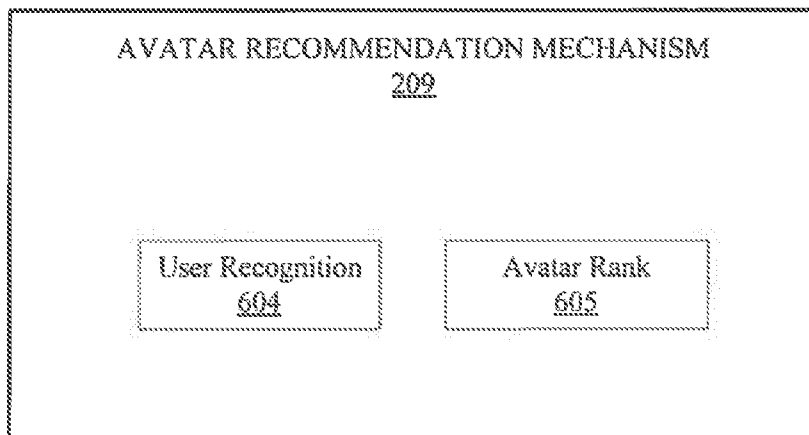 AVATAR RECOMMENDATION MECHANISM
209
User Recognition
604
Avatar Rank
605